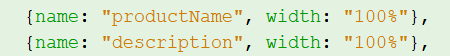 {name: "productName", width: "100%"},
{name: "description", width: "100%"},